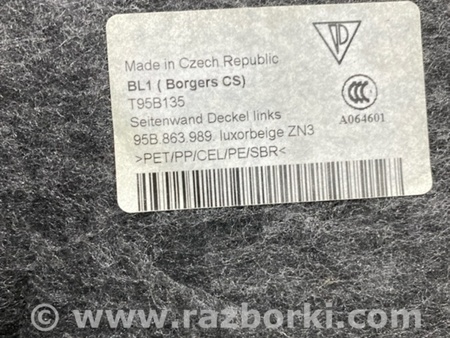 Made in Czech Republic
BL1 ( Borgers CS)
T95B135
Seitenwand Deckel links
95B.863.989. luxorbeige ZN3
>PET/PP/CEL/PE/SBR<
A064601
www.razborki.com